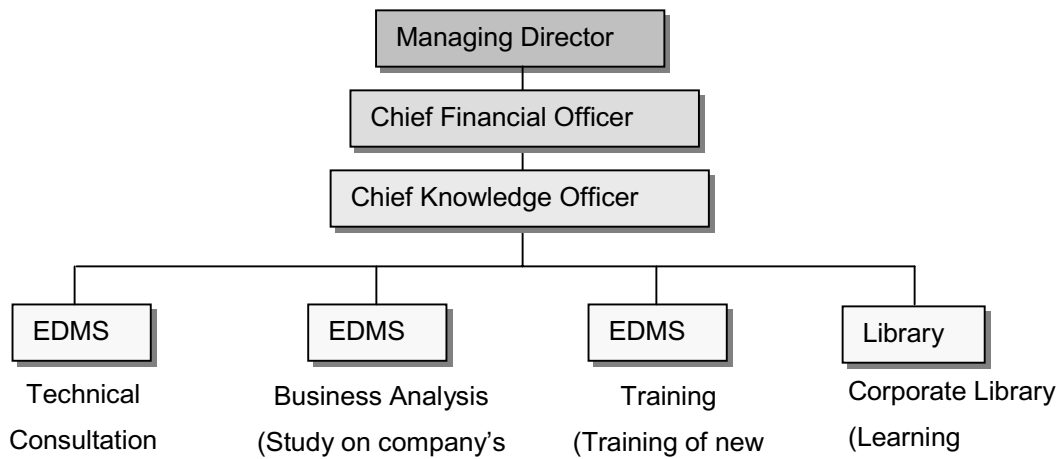 Managing Director
Chief Financial Officer
Chief Knowledge Officer
EDMS
Technical
Consultation
EDMS
Business Analysis
(Study on company’s
EDMS
Training
(Training of new
Library
Corporate Library
(Learning